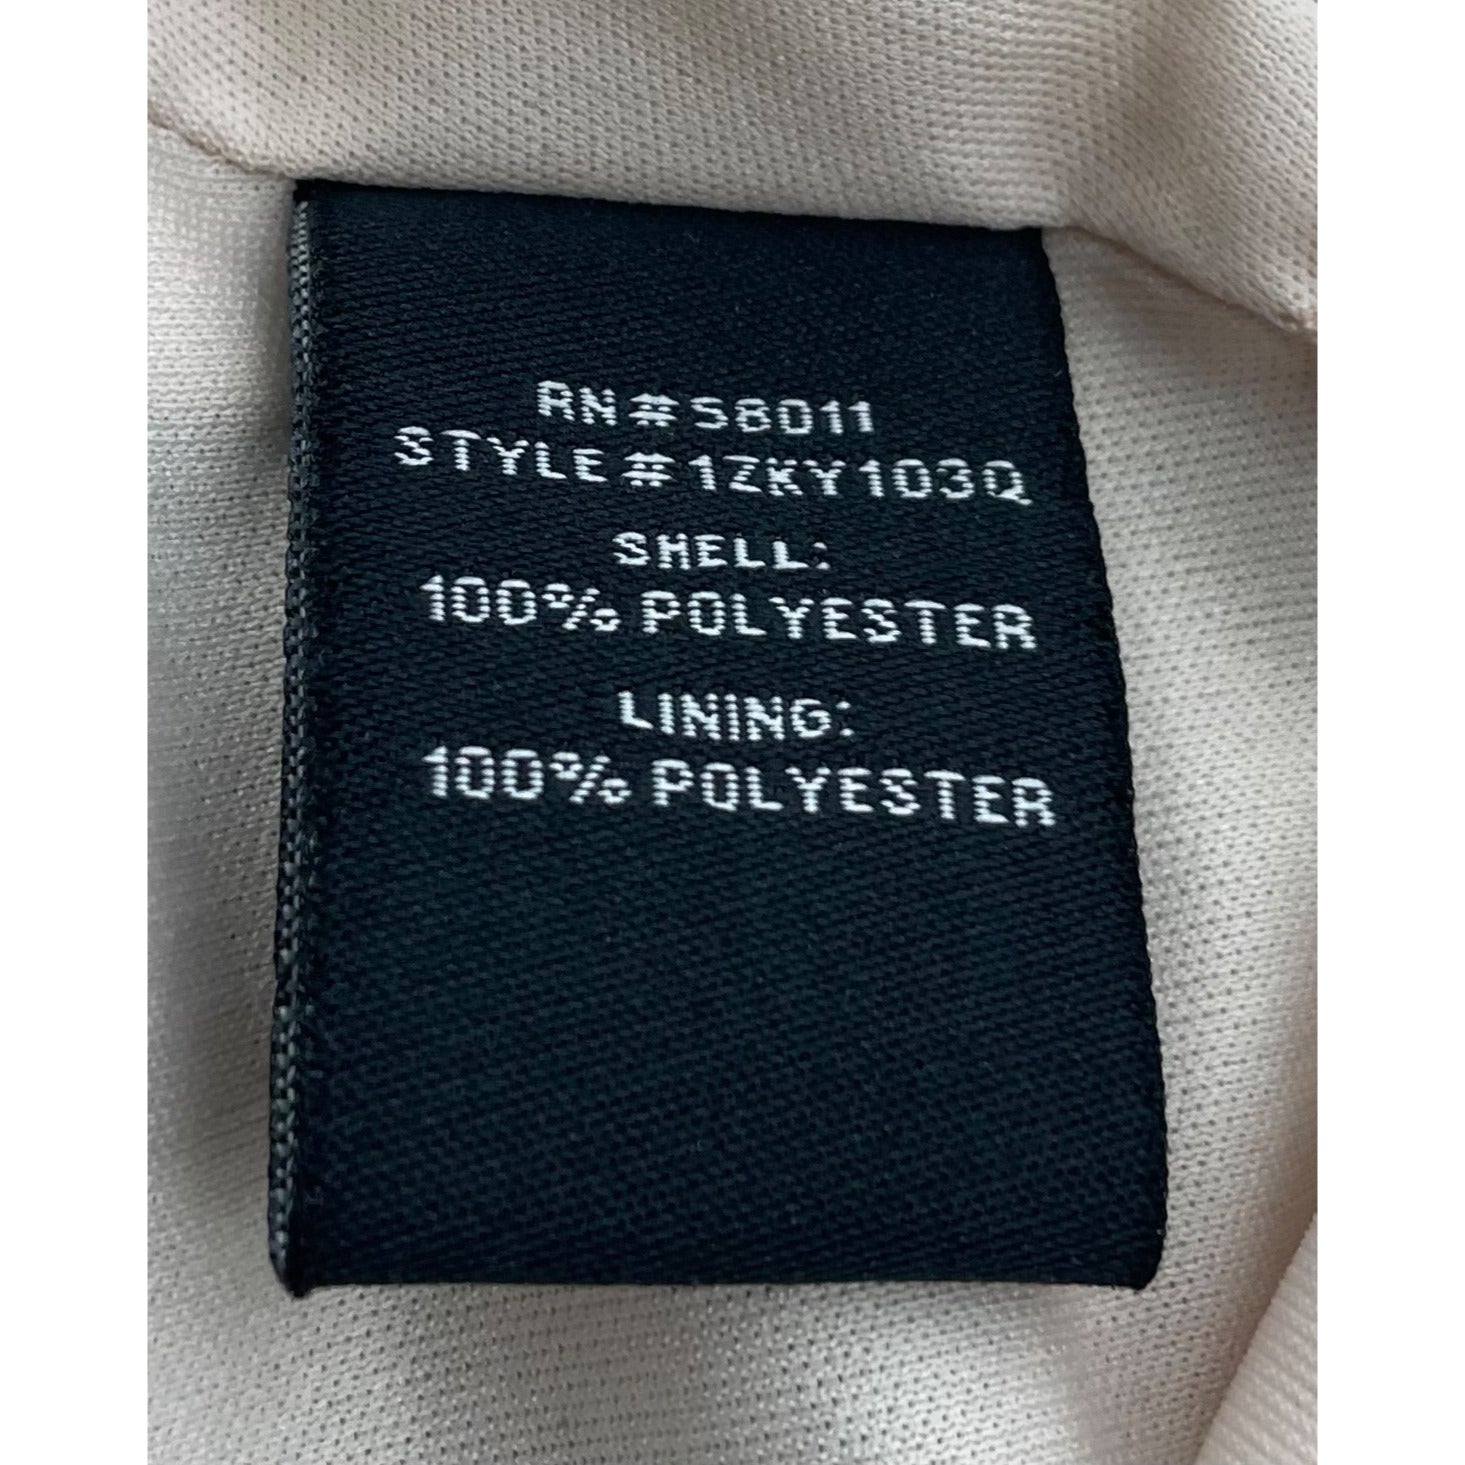 RN#58011
STYLE#1ZKY103Q
SHELL:
100% POLYESTER
LINING:
100% POLYESTER